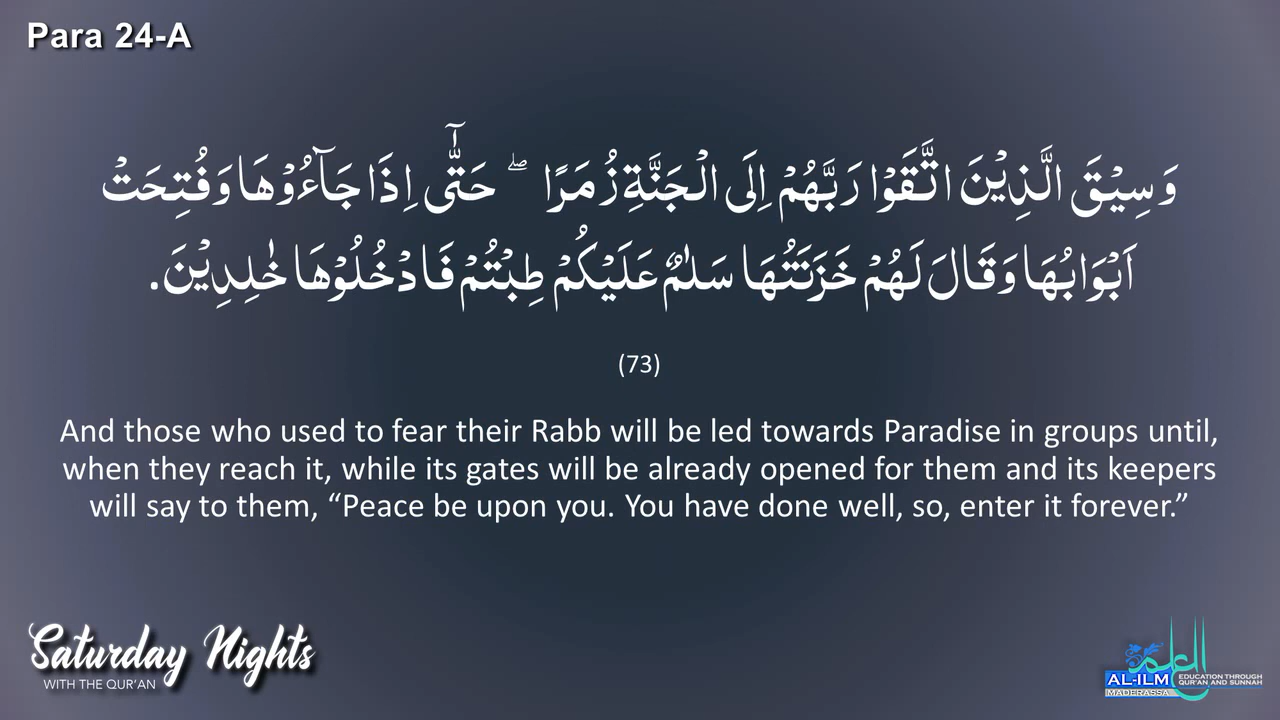 Para 24-A
وَسِيْقَ الَّذِيْنَ اتَّقَوْا رَبَّهُمْ اِلَى الْجَنَّةِ زُمَرًا ۖ حَتّٰۤى اِذَا جَآءُوْهَا وَفُتِحَتْ
اَبْوَابُهَا وَقَالَ لَهُمْ خَزَنَتُهَا سَلٰمٌ عَلَيْكُمْ طِبْتُمْ فَادْخُلُوْهَا خٰلِدِيْنَ.
(73)
And those who used to fear their Rabb will be led towards Paradise in groups until,
when they reach it, while its gates will be already opened for them and its keepers
will say to them, “Peace be upon you. You have done well, so, enter it forever.”
Saturday Nights
WITH THE QUR'AN
العلم
AL-ILM
MADERASSA
EDUCATION THROUGH
QUR'AN AND SUNNAH